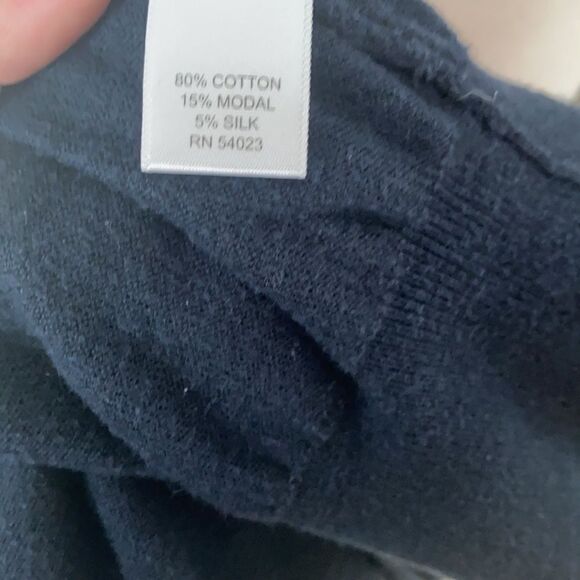 80% COTTON
15% MODAL
5% SILK
RN 54023